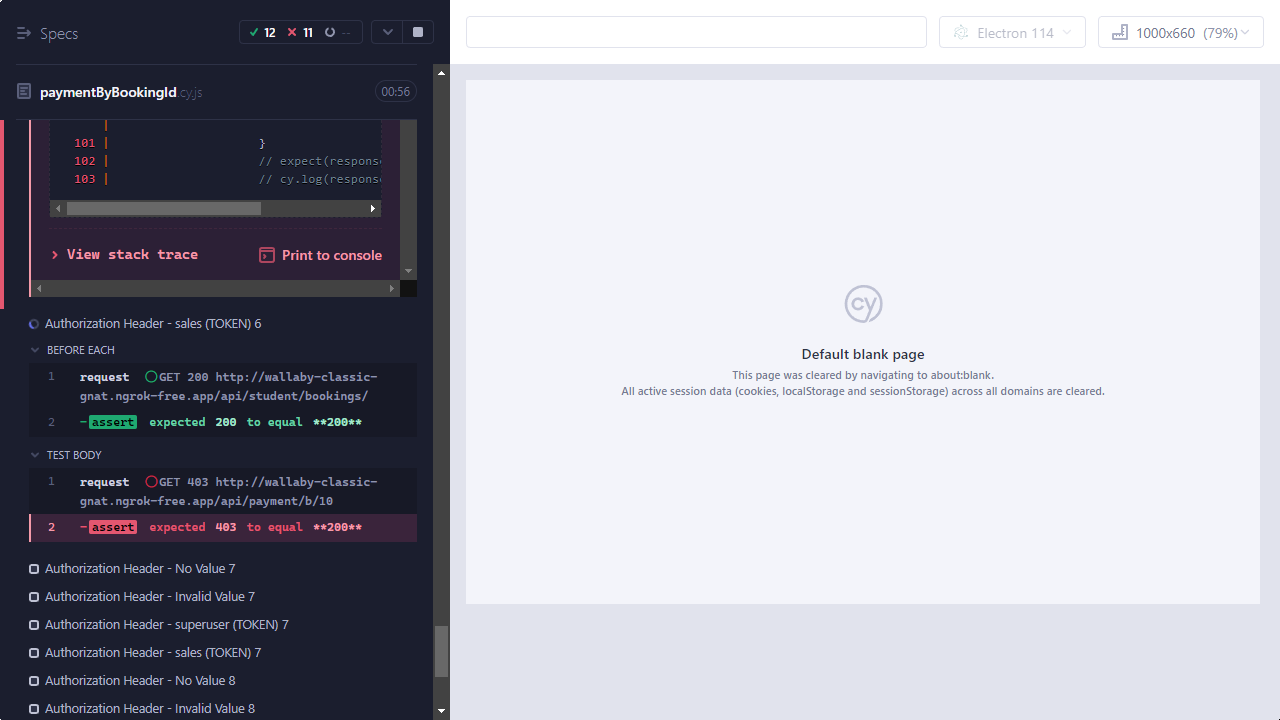 Specs
12 11 --
Electron 114
1000x660 (79%)
paymentByBookingId.cy.js
00:56
|
101 | }
102 | // expect(respons
103 | // cy.log(respons
View stack trace
Print to console
Authorization Header - sales (TOKEN) 6
BEFORE EACH
1 request GET 200 http://wallaby-classic-
gnat.ngrok-free.app/api/student/bookings/
2 -assert expected 200 to equal **200**
TEST BODY
1 request GET 403 http://wallaby-classic-
gnat.ngrok-free.app/api/payment/b/10
2 -assert expected 403 to equal **200**
Authorization Header - No Value 7
Authorization Header - Invalid Value 7
Authorization Header - superuser (TOKEN) 7
Authorization Header - sales (TOKEN) 7
Authorization Header - No Value 8
Authorization Header - Invalid Value 8
cy
Default blank page
This page was cleared by navigating to about:blank.
All active session data (cookies, localStorage and sessionStorage) across all domains are cleared.